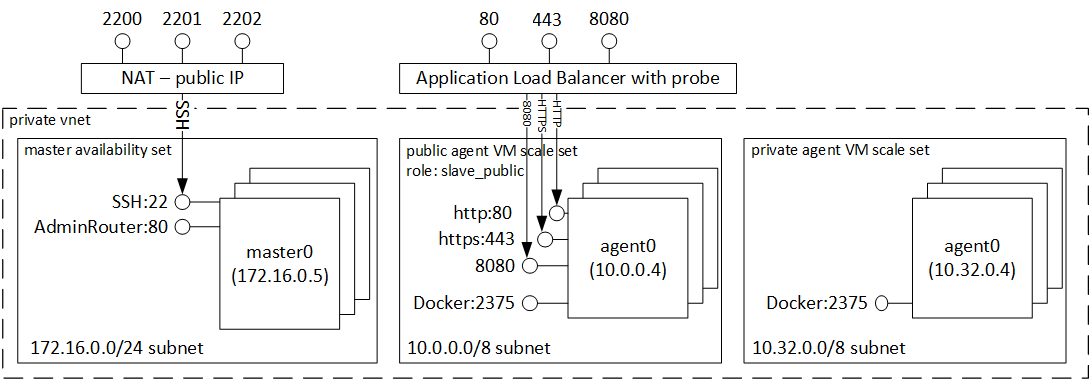 2200 2201 2202
80 443 8080
NAT – public IP
Application Load Balancer with probe
SSH
8080
HTTPS
HTTP
private vnet
master availability set
SSH:22
AdminRouter:80
master0
(172.16.0.5)
172.16.0.0/24 subnet
public agent VM scale set
role: slave_public
http:80
https:443
8080
Docker:2375
agent0
(10.0.0.4)
10.0.0.0/8 subnet
private agent VM scale set
agent0
(10.32.0.4)
Docker:2375
10.32.0.0/8 subnet